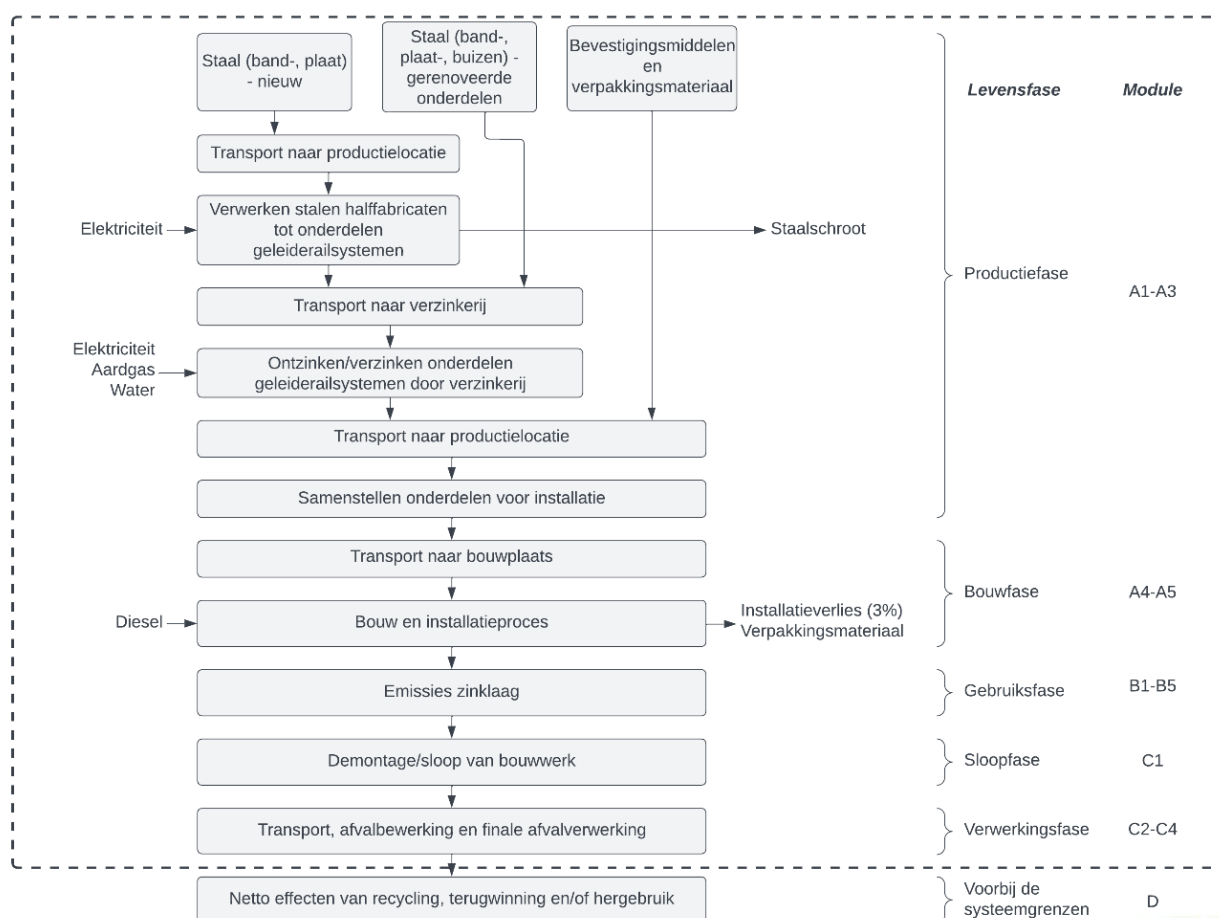 Staal (band-, plaat)
- nieuw
Staal (band-,
plaat-, buizen) -
gerenoveerde
onderdelen
Bevestigingsmiddelen
en
verpakkingsmateriaal
Levensfase
Module
Transport naar productielocatie
Elektriciteit
Verwerken stalen halffabricaten
tot onderdelen
geleiderailsystemen
Staalschroot
Productiefase
A1-A3
Transport naar verzinkerij
Elektriciteit
Aardgas
Water
Ontzinken/verzinken onderdelen
geleiderailsystemen door verzinkerij
Transport naar productielocatie
Samenstellen onderdelen voor installatie
Transport naar bouwplaats
Diesel
Bouw en installatieproces
Installatieverlies (3%)
Verpakkingsmateriaal
Bouwfase
A4-A5
Emissies zinklaag
Gebruiksfase
B1-B5
Demontage/sloop van bouwwerk
Sloopfase
C1
Transport, afvalbewerking en finale afvalverwerking
Verwerkingsfase
C2-C4
Netto effecten van recycling, terugwinning en/of hergebruik
Voorbij de
systeemgrenzen
D